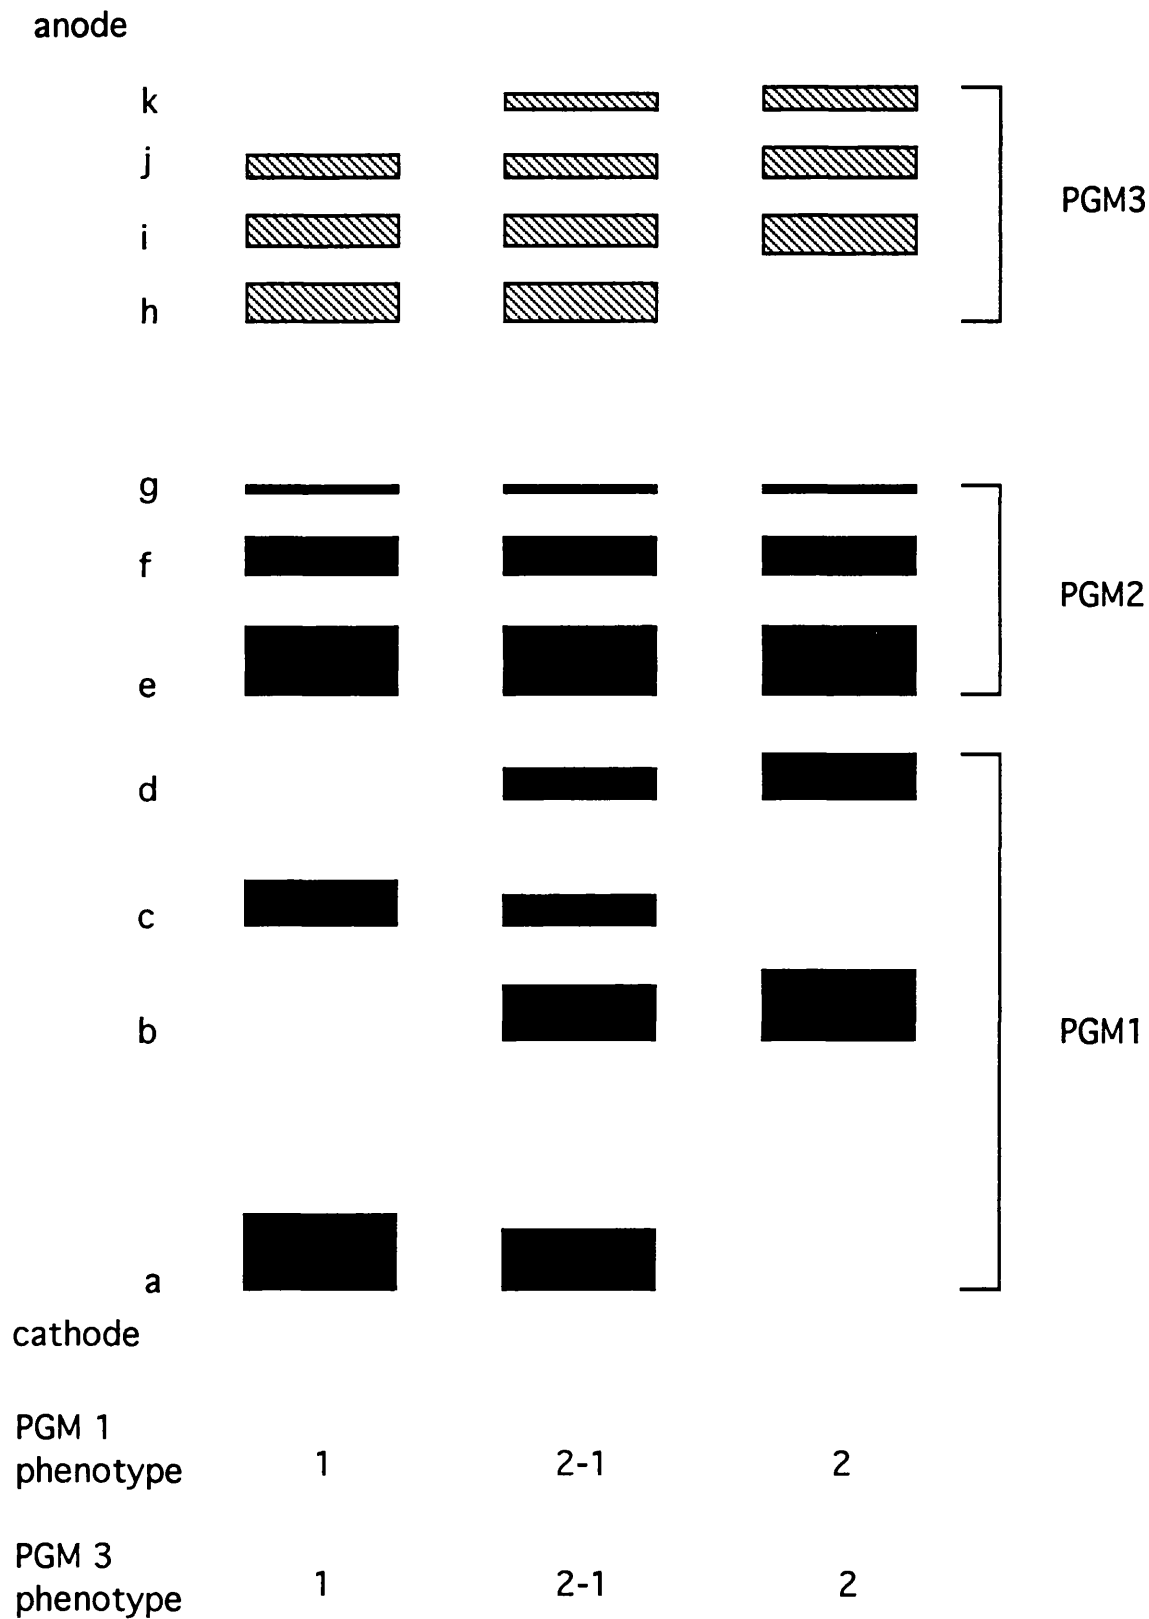 anode
k
j
PGM3
i
h
g
f
PGM2
e
d
c
b
PGM1
a
cathode
PGM 1
phenotype 1 2-1 2
PGM 3
phenotype 1 2-1 2